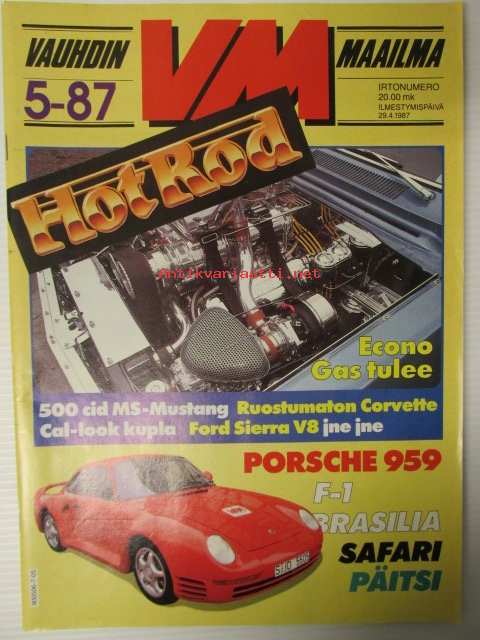 VAUHDIN VM MAAILMA
5-87
IRTONUMERO
20.00 mk
ILMESTYMISPÄIVÄ
29.4.1987
Hot Rod
Antikvariaatti.net
Econo
Gas tulee
500 cid MS-Mustang Ruostumaton Corvette
Cal-look kupla Ford Sierra V8 jne jne
PORSCHE 959
F-1
BRASILIA
SAFARI
PÄITSI